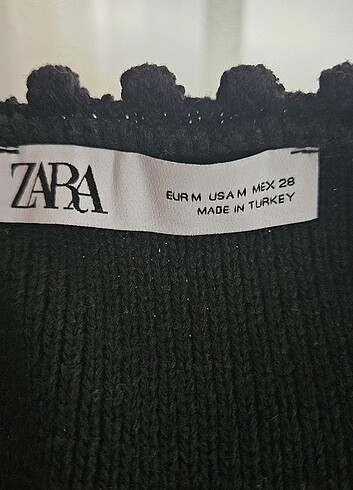 ZARA
EUR M USA M MEX 28
MADE IN TURKEY